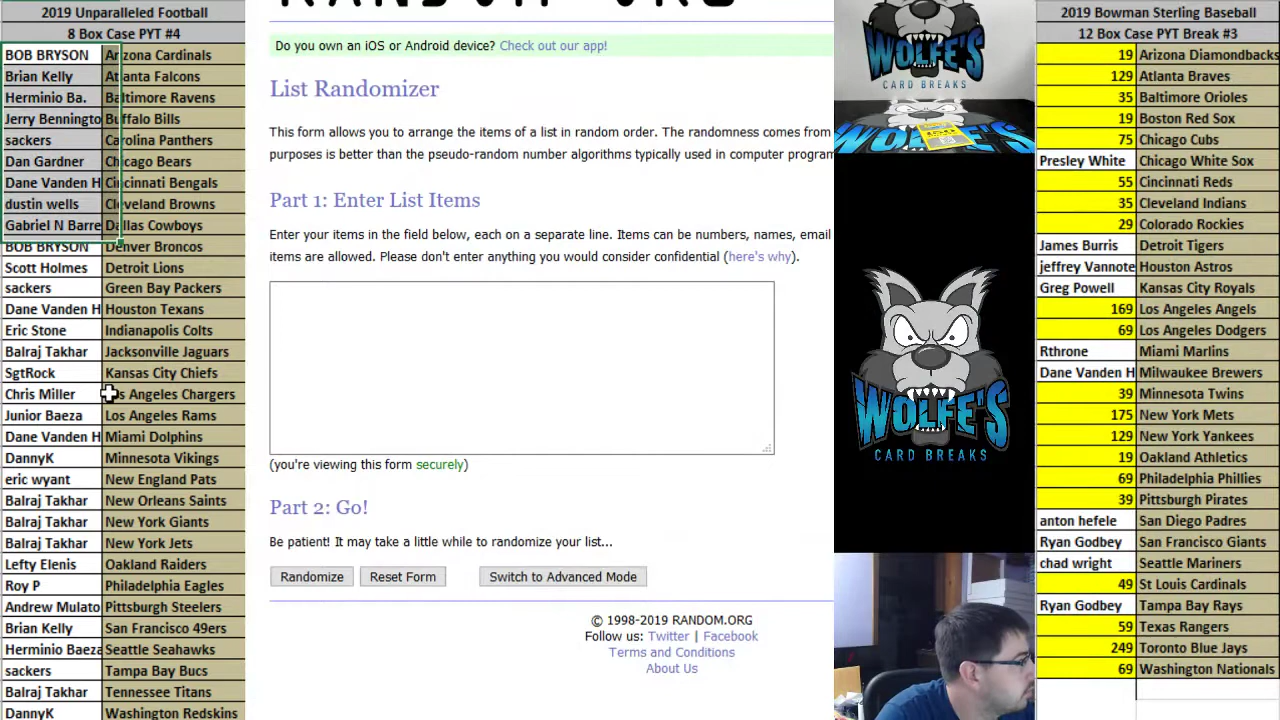 2019 Unparalleled Football
8 Box Case PYT #4
BOB BRYSON Arizona Cardinals
Brian Kelly Atlanta Falcons
Herminio Ba. Baltimore Ravens
Jerry Bennington Buffalo Bills
sackers Carolina Panthers
Dan Gardner Chicago Bears
Dane Vanden H Cincinnati Bengals
dustin wells Cleveland Browns
Gabriel N Barre Dallas Cowboys
BOB BRYSON Denver Broncos
Scott Holmes Detroit Lions
sackers Green Bay Packers
Dane Vanden H Houston Texans
Eric Stone Indianapolis Colts
Balraj Takhar Jacksonville Jaguars
SgtRock Kansas City Chiefs
Chris Miller Los Angeles Chargers
Junior Baeza Los Angeles Rams
Dane Vanden H Miami Dolphins
DannyK Minnesota Vikings
eric wyant New England Pats
Balraj Takhar New Orleans Saints
Balraj Takhar New York Giants
Balraj Takhar New York Jets
Lefty Elenis Oakland Raiders
Roy P Philadelphia Eagles
Andrew Mulato Pittsburgh Steelers
Brian Kelly San Francisco 49ers
Herminio Baeza Seattle Seahawks
sackers Tampa Bay Bucs
Balraj Takhar Tennessee Titans
DannyK Washington Redskins
RANDOM.ORG
Do you own an iOS or Android device? Check out our app!
List Randomizer
This form allows you to arrange the items of a list in random order. The randomness comes from
purposes is better than the pseudo-random number algorithms typically used in computer program
Part 1: Enter List Items
Enter your items in the field below, each on a separate line. Items can be numbers, names, email
items are allowed. Please don't enter anything you would consider confidential (here's why).
(you're viewing this form securely)
Part 2: Go!
Be patient! It may take a little while to randomize your list...
Randomize Reset Form Switch to Advanced Mode
© 1998-2019 RANDOM.ORG
Follow us: Twitter | Facebook
Terms and Conditions
About Us
WOLFE'S
CARD BREAKS
WOLFE'S
CARD BREAKS
2019 Bowman Sterling Baseball
12 Box Case PYT Break #3
19 Arizona Diamondbacks
129 Atlanta Braves
35 Baltimore Orioles
19 Boston Red Sox
75 Chicago Cubs
Presley White Chicago White Sox
55 Cincinnati Reds
35 Cleveland Indians
29 Colorado Rockies
James Burris Detroit Tigers
jeffrey Vannote Houston Astros
Greg Powell Kansas City Royals
169 Los Angeles Angels
69 Los Angeles Dodgers
Rthrone Miami Marlins
Dane Vanden H Milwaukee Brewers
39 Minnesota Twins
175 New York Mets
129 New York Yankees
19 Oakland Athletics
69 Philadelphia Phillies
39 Pittsburgh Pirates
anton hefele San Diego Padres
Ryan Godbey San Francisco Giants
chad wright Seattle Mariners
49 St Louis Cardinals
Ryan Godbey Tampa Bay Rays
59 Texas Rangers
249 Toronto Blue Jays
69 Washington Nationals